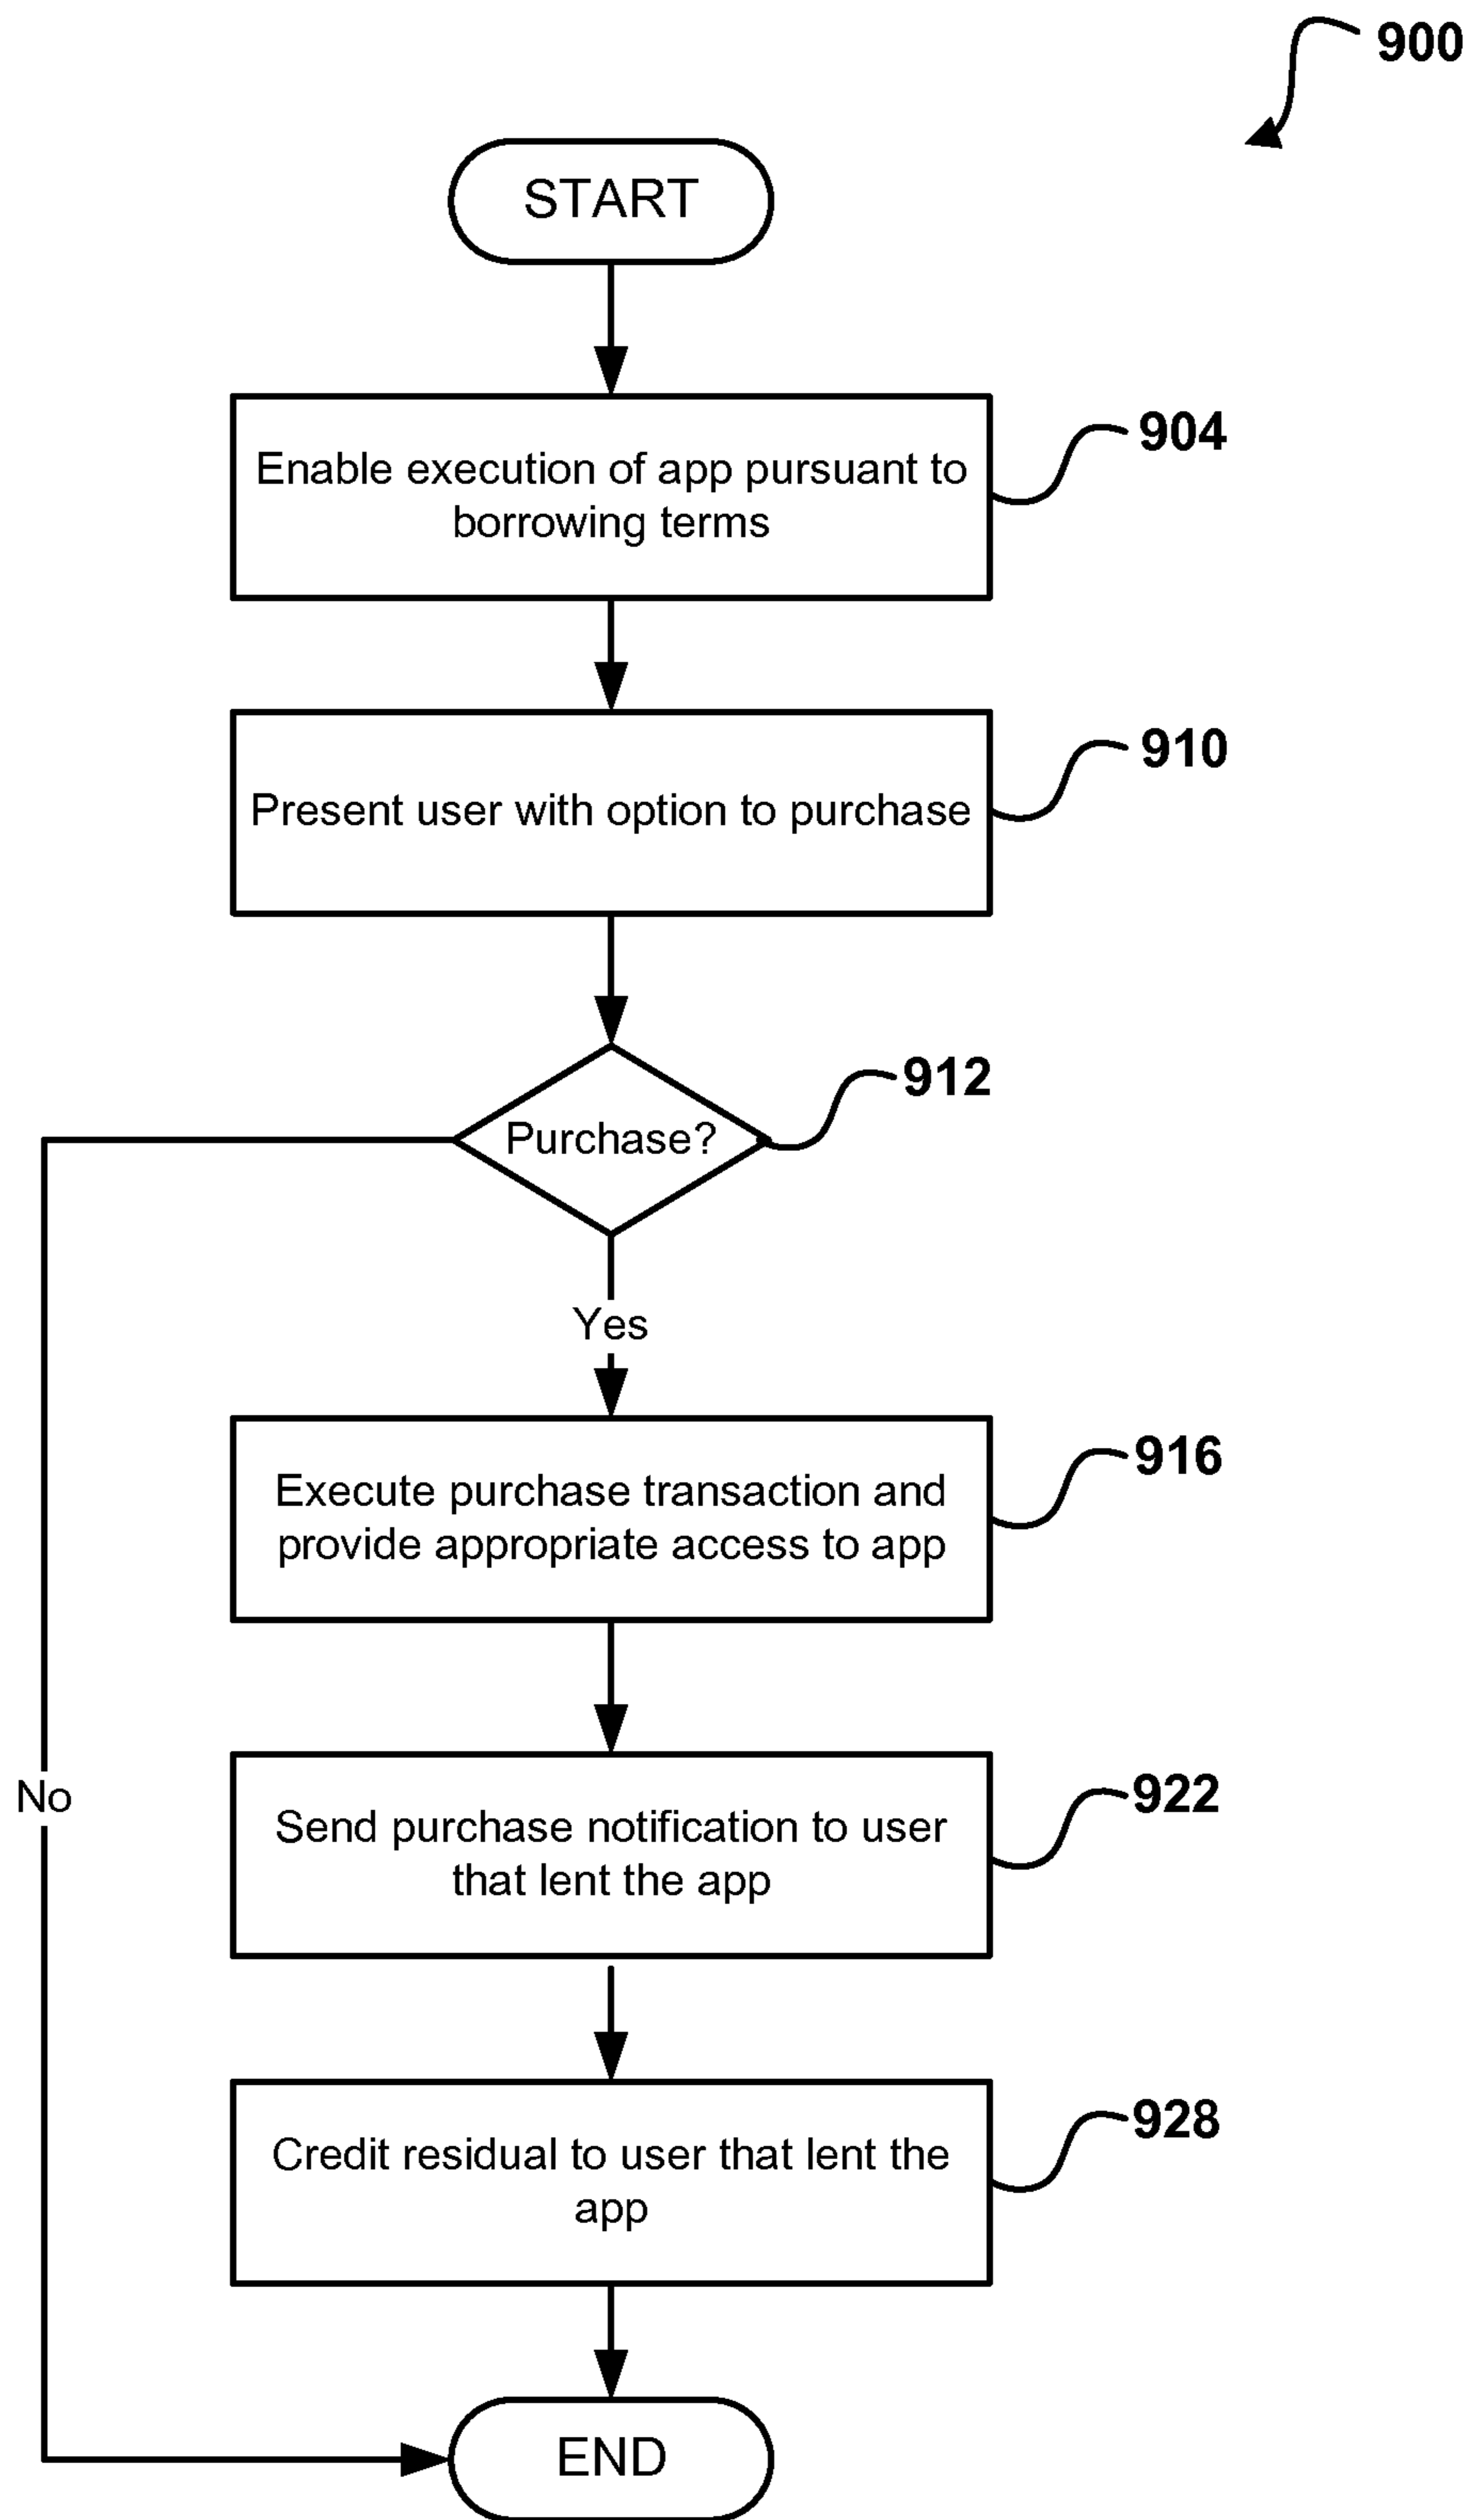 900
START
904
Enable execution of app pursuant to
borrowing terms
910
Present user with option to purchase
912
Purchase?
Yes
916
Execute purchase transaction and
provide appropriate access to app
No
922
Send purchase notification to user
that lent the app
928
Credit residual to user that lent the
app
END